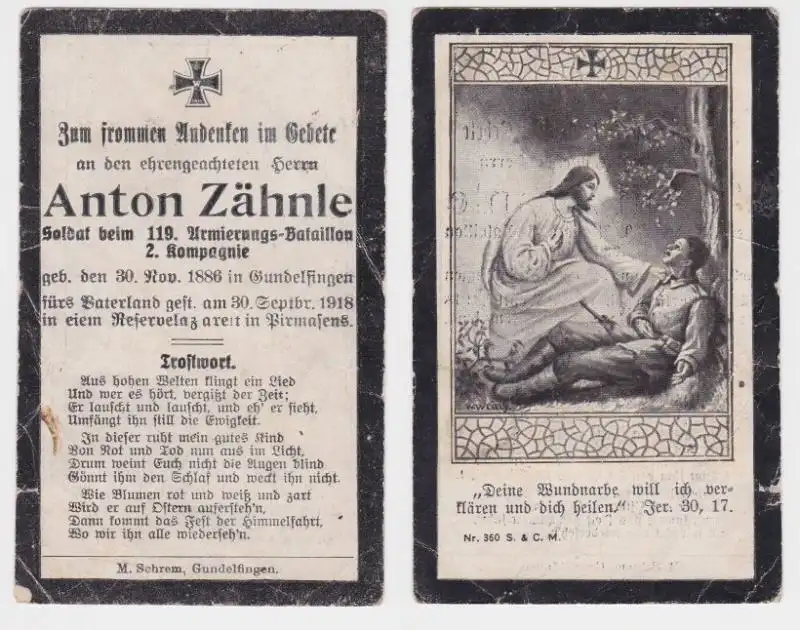 Zum frommen Andenken im Gebete
an den ehrengeachteten Herrn
Anton Zähnle
Soldat beim 119. Armierungs-Bataillon
2. Kompagnie
geb. den 30. Nov. 1886 in Gundelfingen
fürs Vaterland gest. am 30. Septbr. 1918
in eiem Reservelazarett in Pirmasens.
Trostwort.
Aus hohen Welten klingt ein Lied
Und wer es hört, vergißt der Zeit;
Er lauscht und lauscht, und eh' er sieht,
Umfängt ihn still die Ewigkeit.
In dieser ruht mein gutes Kind
Von Not und Tod nun aus im Licht,
Drum weint Euch nicht die Augen blind
Gönnt ihm den Schlaf und weckt ihn nicht.
Wie Blumen rot und weiß und zart
Wird er auf Ostern aufersteh'n,
Dann kommt das Fest der Himmelfahrt,
Wo wir ihn alle wiederseh'n.
M. Schrem, Gundelfingen.
„Deine Wundnarbe will ich ver-
klären und dich heilen." Jer. 30, 17.
Nr. 360 S. & C. M.